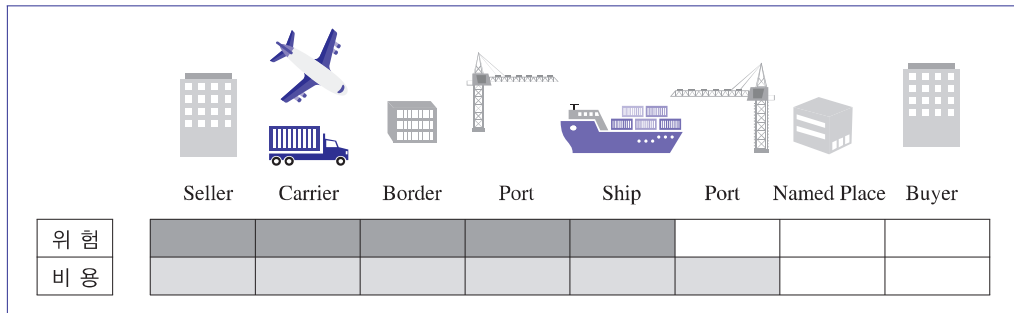 Seller Carrier Border Port Ship Port Named Place Buyer
위 험
비 용